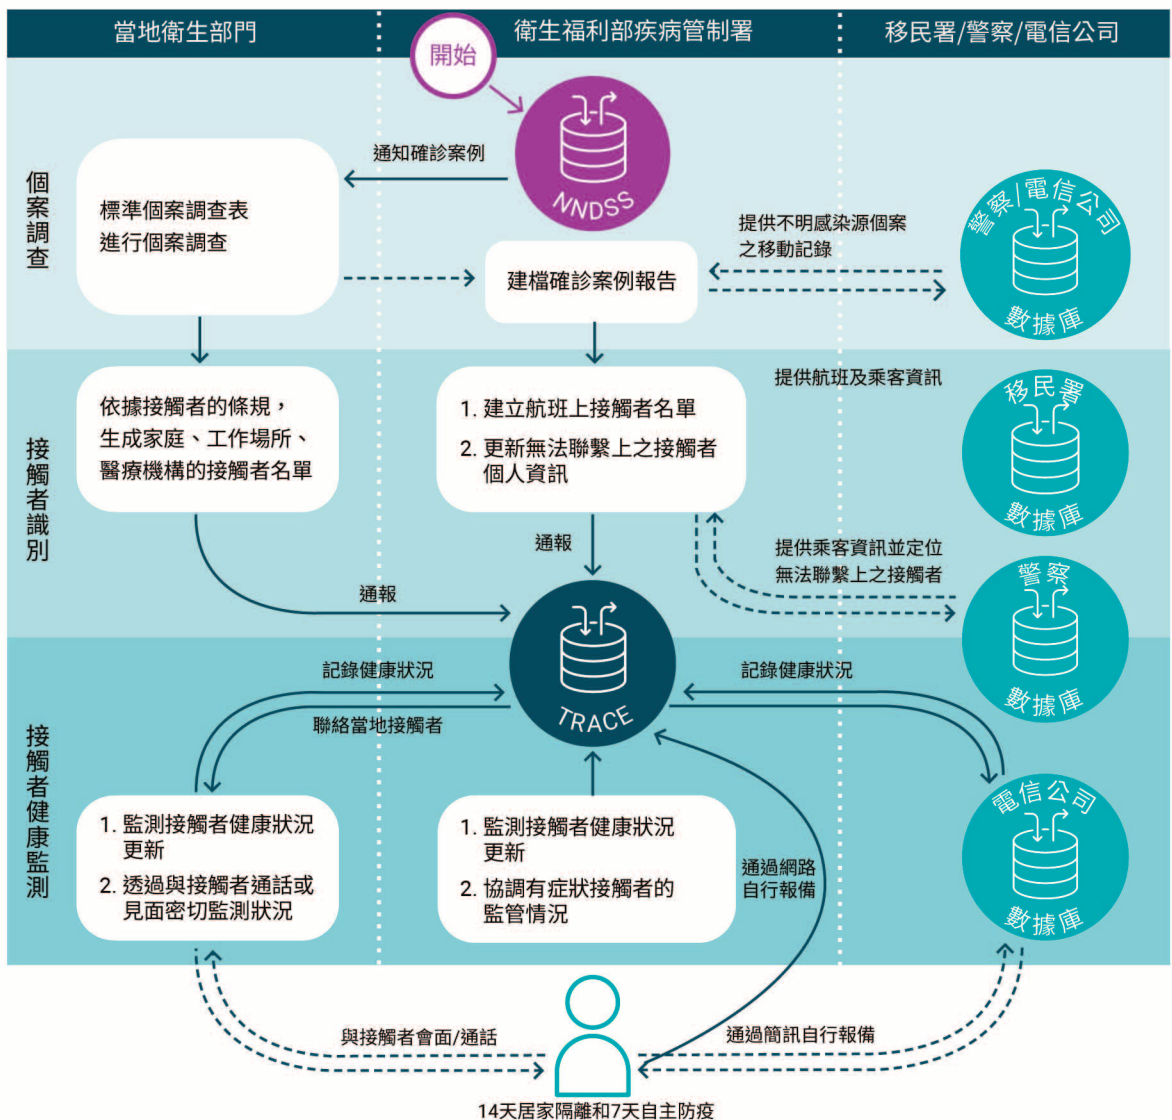 當地衛生部門
衛生福利部疾病管制署
移民署/警察/電信公司
開始
個案調查
通知確診案例
NNDSS
標準個案調查表
進行個案調查
建檔確診案例報告
提供不明感染源個案
之移動記錄
警察/電信公司
數據庫
接觸者識別
依據接觸者的條規，
生成家庭、工作場所、
醫療機構的接觸者名單
1. 建立航班上接觸者名單
2. 更新無法聯繫上之接觸者
個人資訊
提供航班及乘客資訊
移民署
數據庫
通報
通報
提供乘客資訊並定位
無法聯繫上之接觸者
警察
數據庫
TRACE
接觸者健康監測
記錄健康狀況
聯絡當地接觸者
記錄健康狀況
1. 監測接觸者健康狀況
更新
2. 透過與接觸者通話或
見面密切監測狀況
1. 監測接觸者健康狀況
更新
2. 協調有症狀接觸者的
監管情況
通過網路
自行報備
電信公司
數據庫
與接觸者會面/通話
通過簡訊自行報備
14天居家隔離和7天自主防疫